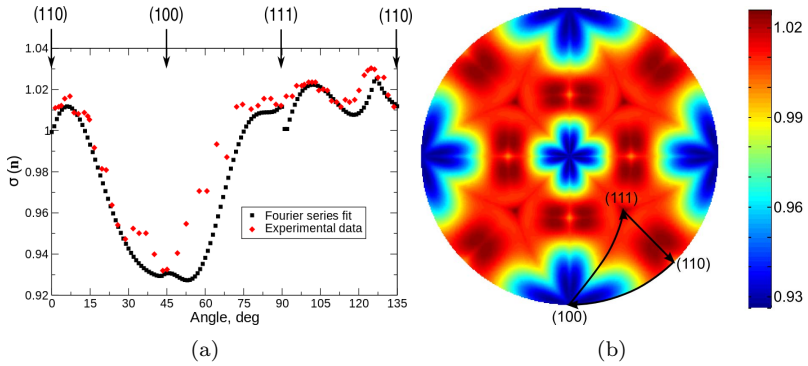 (110) (100) (111) (110)
1.04
1.02
1
0.98
0.96
0.94
0.92
σ (n)
Fourier series fit
Experimental data
0 15 30 45 60 75 90 105 120 135
Angle, deg
(a)
(111)
(110)
(100)
(b)
1.02
0.99
0.96
0.93